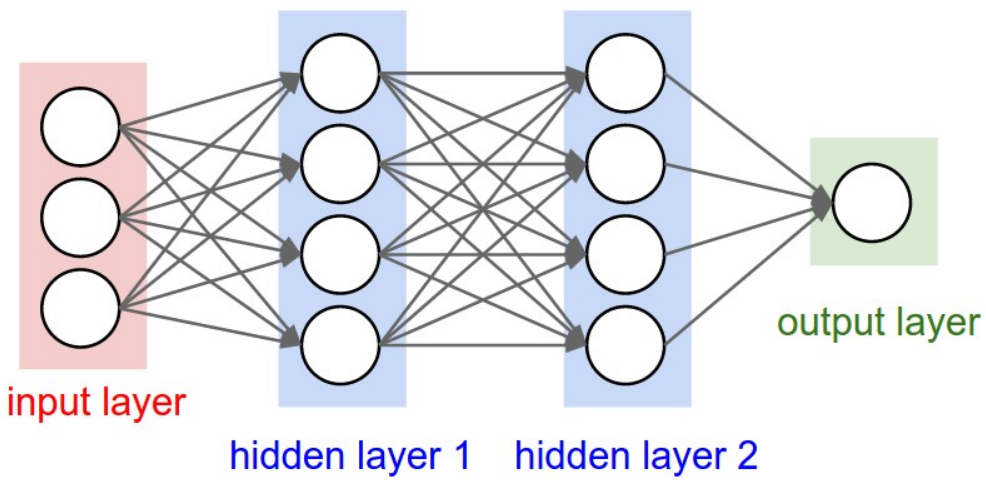 input layer
hidden layer 1
hidden layer 2
output layer